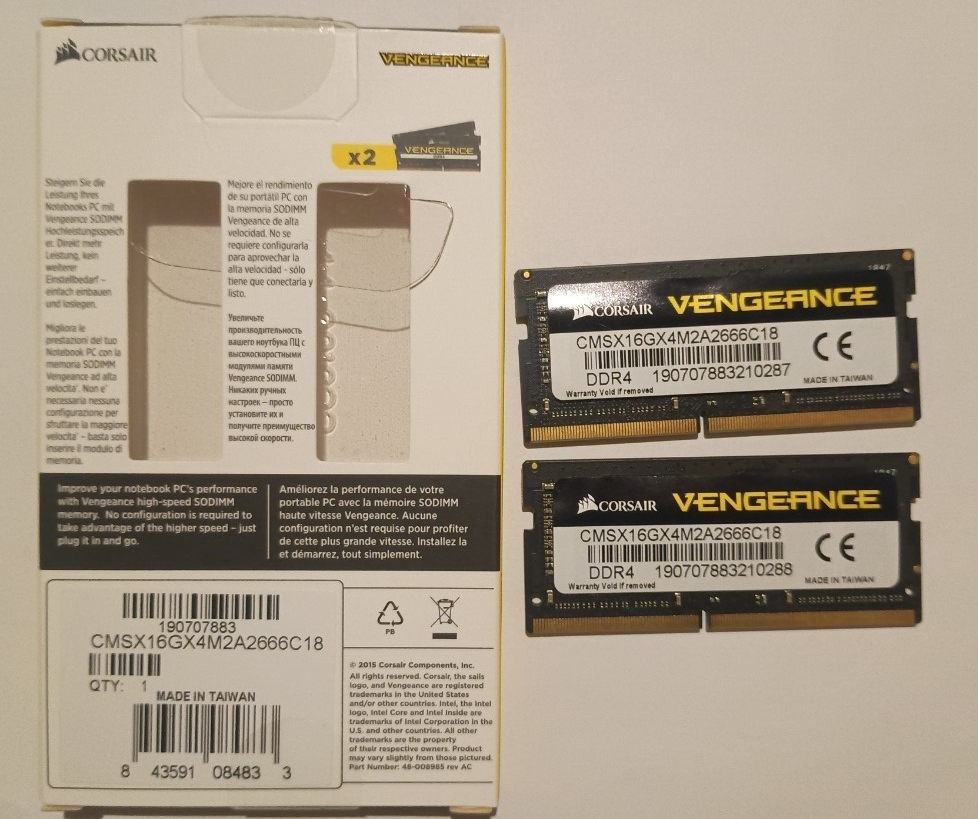 CORSAIR
VENGEANCE
x2
VENGEANCE
Steigern Sie die
Leistung Ihres
Notebooks PC mit
Vengeance SODIMM
Hochleistungsspeich
er. Direkt mehr
Leistung, kein
weiterer
Einstellbedarf –
einfach einbauen
und loslegen.
Migliora le
prestazioni del tuo
Notebook PC con la
memoria SODIMM
Vengeance ad alta
velocita'. Non e'
necessaria nessuna
configurazione per
sfruttare la maggiore
velocita' – basta solo
inserire il modulo di
memoria.
Mejore el rendimiento
de su portátil PC con
la memoria SODIMM
Vengeance de alta
velocidad. No se
requiere configurarla
para aprovechar la
alta velocidad - sólo
tiene que conectarla y
listo.
Увеличьте
производительность
вашего ноутбука ПЦ с
высокоскоростными
модулями памяти
Vengeance SODIMM.
Никаких ручных
настроек – просто
установите их и
получите преимущество
высокой скорости.
Improve your notebook PC's performance
with Vengeance high-speed SODIMM
memory. No configuration is required to
take advantage of the higher speed – just
plug it in and go.
Améliorez la performance de votre
portable PC avec la mémoire SODIMM
haute vitesse Vengeance. Aucune
configuration n'est requise pour profiter
de cette plus grande vitesse. Installez la
et démarrez, tout simplement.
190707883
CMSX16GX4M2A2666C18
QTY: 1
MADE IN TAIWAN
8 43591 08483 3
PB
© 2015 Corsair Components, Inc.
All rights reserved. Corsair, the sails
logo, and Vengeance are registered
trademarks in the United States
and/or other countries. Intel, the Intel
logo, Intel Core and Intel Inside are
trademarks of Intel Corporation in the
U.S. and other countries. All other
trademarks are the property
of their respective owners. Product
may vary slightly from those pictured.
Part Number: 48-008985 rev AC
1847
CORSAIR VENGEANCE
CMSX16GX4M2A2666C18
CE
DDR4 190707883210287
MADE IN TAIWAN
Warranty Void if removed
CORSAIR VENGEANCE
CMSX16GX4M2A2666C18
CE
DDR4 190707883210288
MADE IN TAIWAN
Warranty Void if removed